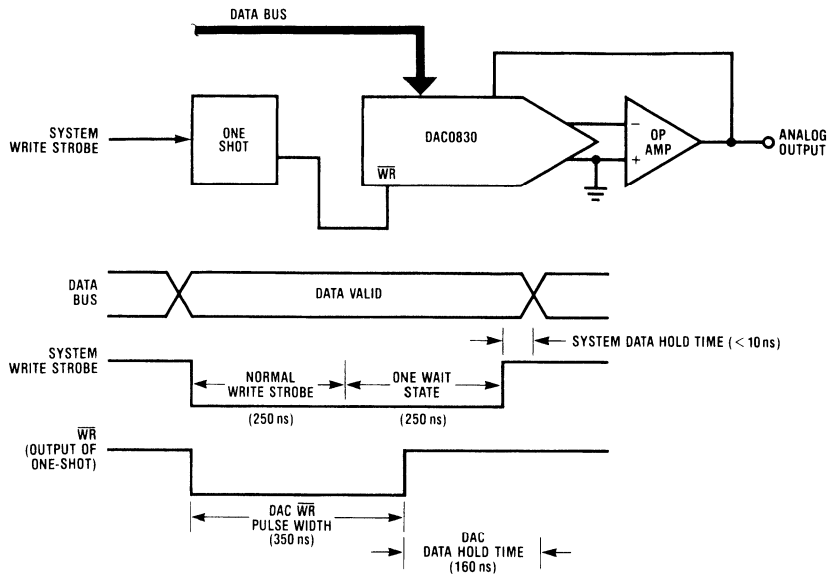 DATA BUS
SYSTEM
WRITE STROBE
ONE
SHOT
DAC0830
WR
−
+
OP
AMP
ANALOG
OUTPUT
DATA
BUS
DATA VALID
SYSTEM DATA HOLD TIME (<10ns)
SYSTEM
WRITE STROBE
NORMAL
WRITE STROBE
(250 ns)
ONE WAIT
STATE
(250 ns)
WR
(OUTPUT OF
ONE-SHOT)
DAC WR
PULSE WIDTH
(350 ns)
DAC
DATA HOLD TIME
(160 ns)